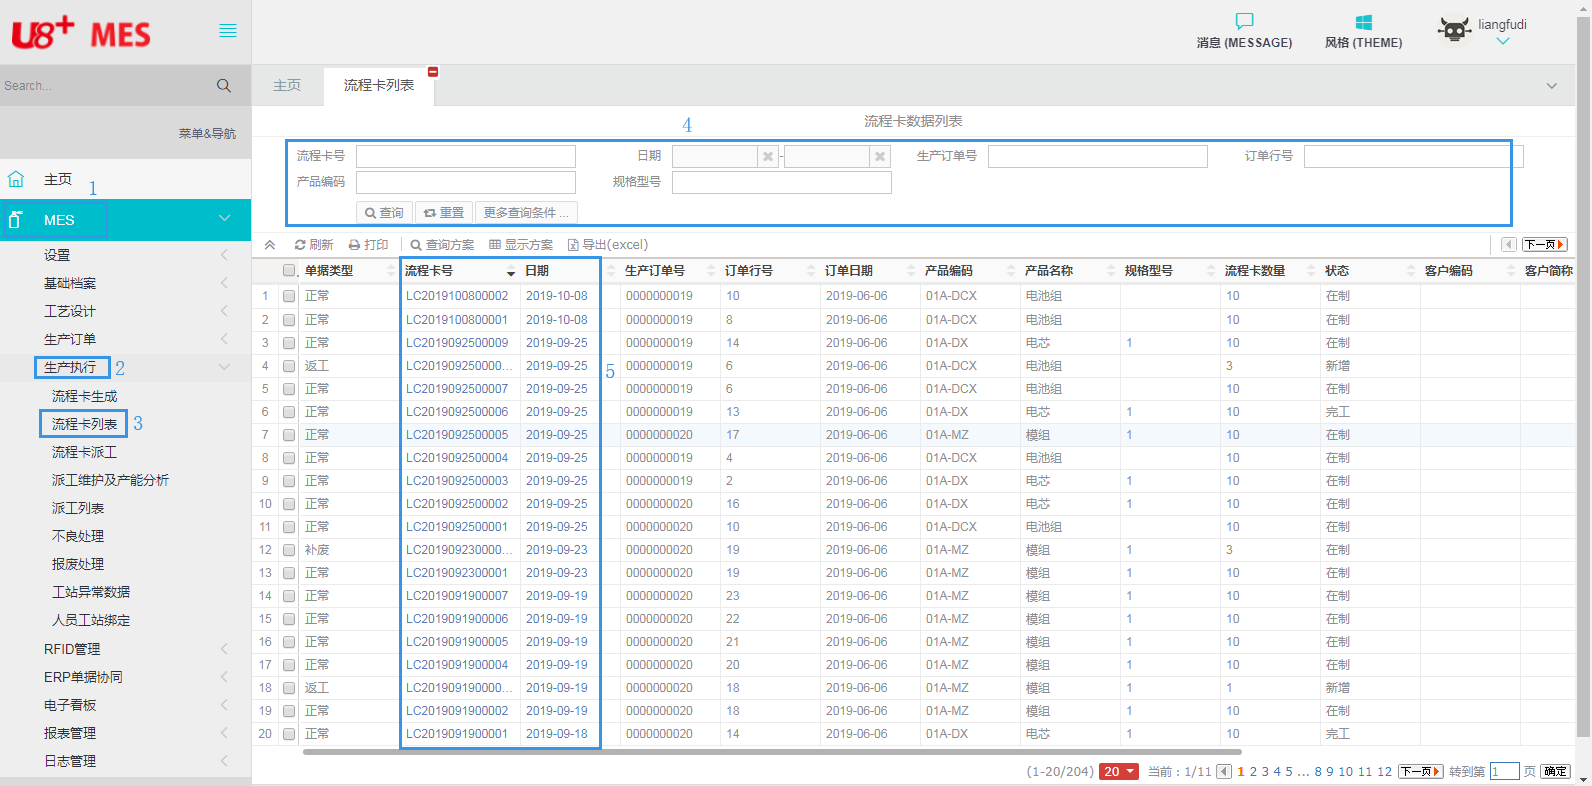 U8+ MES
消息 (MESSAGE)
风格 (THEME)
liangfudi
Search...
主页
流程卡列表
菜单&导航
流程卡数据列表
4
流程卡号
日期
-
生产订单号
订单行号
产品编码
规格型号
查询
重置
更多查询条件 ...
主页
1
MES
设置
基础档案
工艺设计
生产订单
生产执行
2
流程卡生成
流程卡列表
3
流程卡派工
派工维护及产能分析
派工列表
不良处理
报废处理
工站异常数据
人员工站绑定
RFID管理
ERP单据协同
电子看板
报表管理
日志管理
刷新 打印 查询方案 显示方案 导出(excel) 下一页
单据类型 流程卡号 日期 生产订单号 订单行号 订单日期 产品编码 产品名称 规格型号 流程卡数量 状态 客户编码 客户简称
1 正常 LC2019100800002 2019-10-08 0000000019 10 2019-06-06 01A-DCX 电池组 10 在制
2 正常 LC2019100800001 2019-10-08 0000000019 8 2019-06-06 01A-DCX 电池组 10 在制
3 正常 LC2019092500009 2019-09-25 0000000019 14 2019-06-06 01A-DX 电芯 1 10 在制
4 返工 LC201909250000... 2019-09-25 0000000019 6 2019-06-06 01A-DCX 电池组 3 新增
5 正常 LC2019092500007 2019-09-25 0000000019 6 2019-06-06 01A-DCX 电池组 10 在制
5
6 正常 LC2019092500006 2019-09-25 0000000019 13 2019-06-06 01A-DX 电芯 1 10 完工
7 正常 LC2019092500005 2019-09-25 0000000020 17 2019-06-06 01A-MZ 模组 1 10 在制
8 正常 LC2019092500004 2019-09-25 0000000019 4 2019-06-06 01A-DCX 电池组 10 在制
9 正常 LC2019092500003 2019-09-25 0000000019 2 2019-06-06 01A-DX 电芯 1 10 在制
10 正常 LC2019092500002 2019-09-25 0000000020 16 2019-06-06 01A-DX 电芯 1 10 在制
11 正常 LC2019092500001 2019-09-25 0000000020 10 2019-06-06 01A-DCX 电池组 10 在制
12 补废 LC201909230000... 2019-09-23 0000000020 19 2019-06-06 01A-MZ 模组 1 3 在制
13 正常 LC2019092300001 2019-09-23 0000000020 19 2019-06-06 01A-MZ 模组 1 10 在制
14 正常 LC2019091900007 2019-09-19 0000000020 23 2019-06-06 01A-MZ 模组 1 10 在制
15 正常 LC2019091900006 2019-09-19 0000000020 22 2019-06-06 01A-MZ 模组 1 10 在制
16 正常 LC2019091900005 2019-09-19 0000000020 21 2019-06-06 01A-MZ 模组 1 10 在制
17 正常 LC2019091900004 2019-09-19 0000000020 20 2019-06-06 01A-MZ 模组 1 10 在制
18 返工 LC201909190000... 2019-09-19 0000000020 18 2019-06-06 01A-MZ 模组 1 1 新增
19 正常 LC2019091900002 2019-09-19 0000000020 18 2019-06-06 01A-MZ 模组 1 10 在制
20 正常 LC2019091900001 2019-09-18 0000000020 14 2019-06-06 01A-DX 电芯 1 10 完工
(1-20/204) 20 当前 : 1/11 1 2 3 4 5 ... 8 9 10 11 12 下一页 转到第 1 页 确定